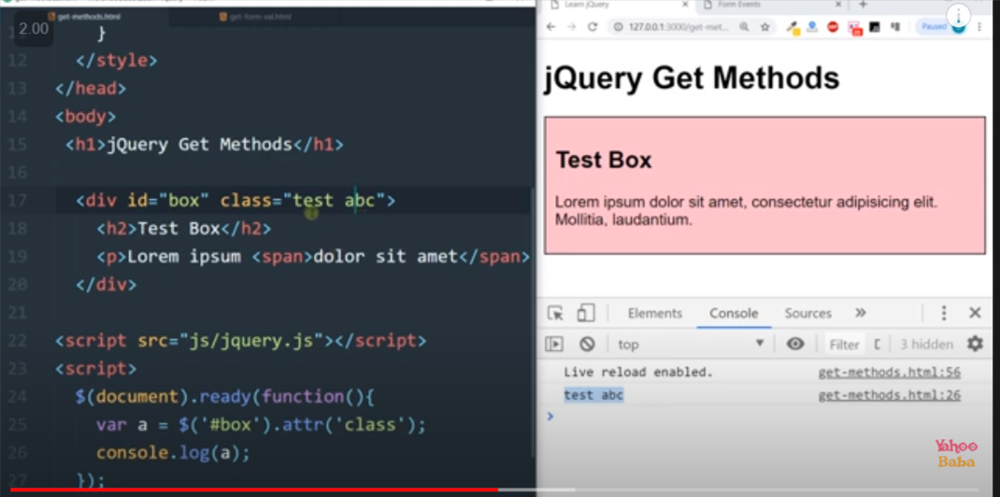 2.00
get-methods.html
get-form-val.html
}
12 </style>
13 </head>
14 <body>
15 <h1>jQuery Get Methods</h1>
16
17 <div id="box" class="test abc">
18 <h2>Test Box</h2>
19 <p>Lorem ipsum <span>dolor sit amet</span>
20 </div>
21
22 <script src="js/jquery.js"></script>
23 <script>
24 $(document).ready(function(){
25 var a = $('#box').attr('class');
26 console.log(a);
27 });
Learn jQuery
Form Events
127.0.0.1:3000/get-met...
Paused
jQuery Get Methods
Test Box
Lorem ipsum dolor sit amet, consectetur adipisicing elit.
Mollitia, laudantium.
Elements Console Sources »
top Filter 3 hidden
Live reload enabled. get-methods.html:56
test abc get-methods.html:26
Yahoo
Baba